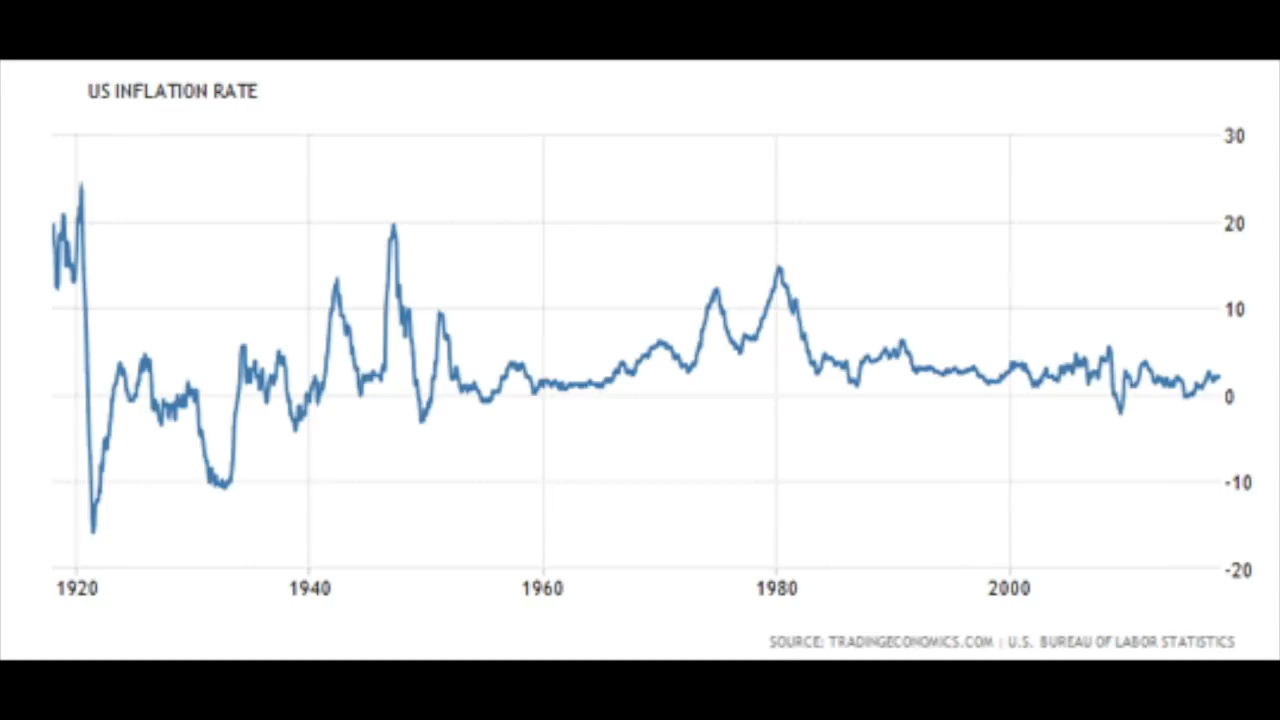 US INFLATION RATE
30
20
10
0
-10
-20
1920 1940 1960 1980 2000
SOURCE: TRADINGECONOMICS.COM | U.S. BUREAU OF LABOR STATISTICS